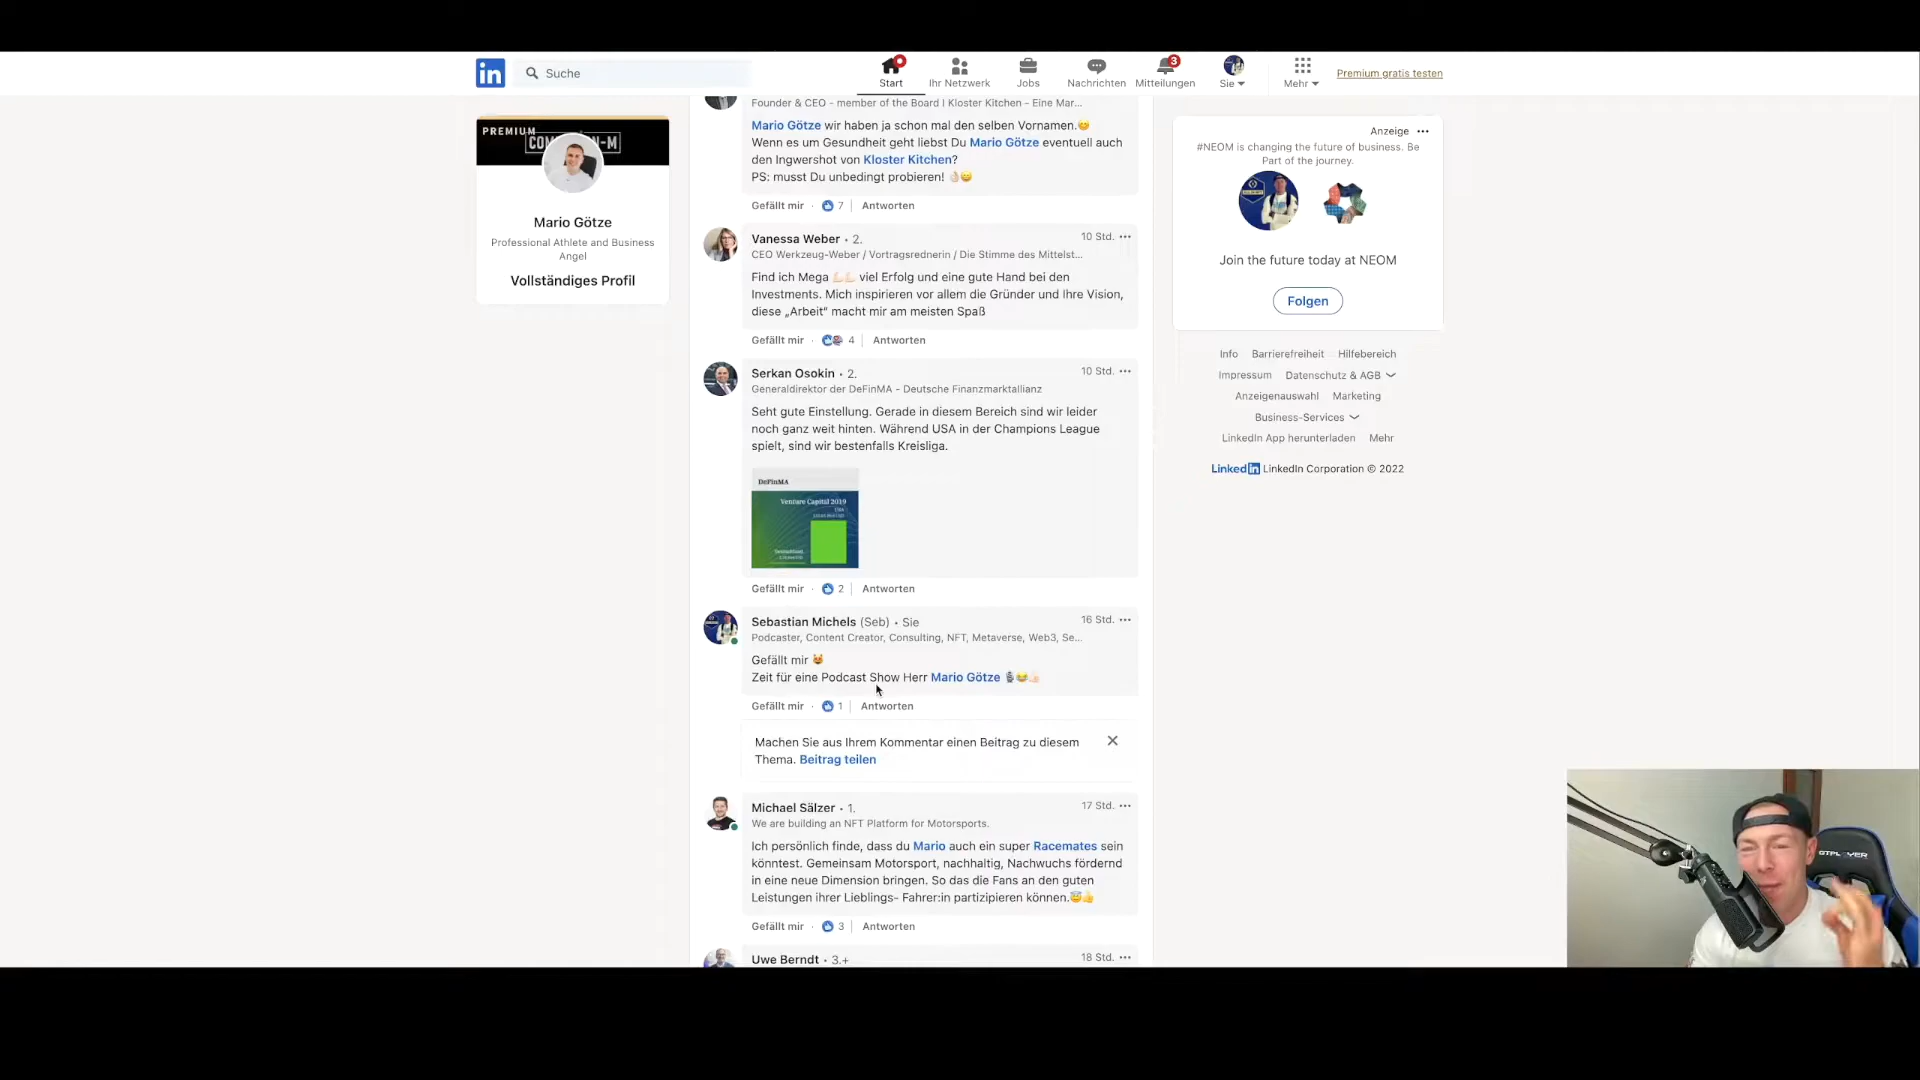 in
Suche
Start
Ihr Netzwerk
Jobs
Nachrichten
3
Mitteilungen
Sie
Mehr
Premium gratis testen
PREMIUM
Mario Götze
Professional Athlete and Business
Angel
Vollständiges Profil
Founder & CEO - member of the Board I Kloster Kitchen - Eine Mar...
Mario Götze wir haben ja schon mal den selben Vornamen.😊
Wenn es um Gesundheit geht liebst Du Mario Götze eventuell auch
den Ingwershot von Kloster Kitchen?
PS: musst Du unbedingt probieren! 👌🏻😄
Gefällt mir · 7 | Antworten
Vanessa Weber • 2.
10 Std. •••
CEO Werkzeug-Weber / Vortragsrednerin / Die Stimme des Mittelst...
Find ich Mega 💪🏻💪🏻 viel Erfolg und eine gute Hand bei den
Investments. Mich inspirieren vor allem die Gründer und Ihre Vision,
diese „Arbeit“ macht mir am meisten Spaß
Gefällt mir · 4 | Antworten
Serkan Osokin • 2.
10 Std. •••
Generaldirektor der DeFinMA - Deutsche Finanzmarktallianz
Seht gute Einstellung. Gerade in diesem Bereich sind wir leider
noch ganz weit hinten. Während USA in der Champions League
spielt, sind wir bestenfalls Kreisliga.
DeFinMA
Venture Capital 2019
USA
Gefällt mir · 2 | Antworten
Sebastian Michels (Seb) • Sie
16 Std. •••
Podcaster, Content Creator, Consulting, NFT, Metaverse, Web3, Se...
Gefällt mir 😻
Zeit für eine Podcast Show Herr Mario Götze 🎙️😂👍🏻
Gefällt mir · 1 | Antworten
Machen Sie aus Ihrem Kommentar einen Beitrag zu diesem
Thema. Beitrag teilen
Michael Sälzer • 1.
17 Std. •••
We are building an NFT Platform for Motorsports.
Ich persönlich finde, dass du Mario auch ein super Racemates sein
könntest. Gemeinsam Motorsport, nachhaltig, Nachwuchs fördernd
in eine neue Dimension bringen. So das die Fans an den guten
Leistungen ihrer Lieblings- Fahrer:in partizipieren können.😇👍
Gefällt mir · 3 | Antworten
Uwe Berndt • 3.+
18 Std. •••
Anzeige •••
#NEOM is changing the future of business. Be
Part of the journey.
Join the future today at NEOM
Folgen
Info Barrierefreiheit Hilfebereich
Impressum Datenschutz & AGB
Anzeigenauswahl Marketing
Business-Services
LinkedIn App herunterladen Mehr
LinkedIn LinkedIn Corporation © 2022
GTPLAYER